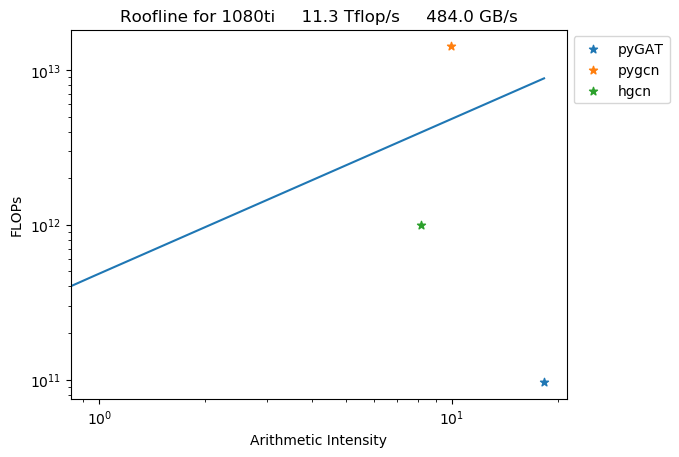 Roofline for 1080ti     11.3 Tflop/s     484.0 GB/s
pyGAT
pygcn
hgcn
10^13
10^12
10^11
FLOPs
10^0
10^1
Arithmetic Intensity